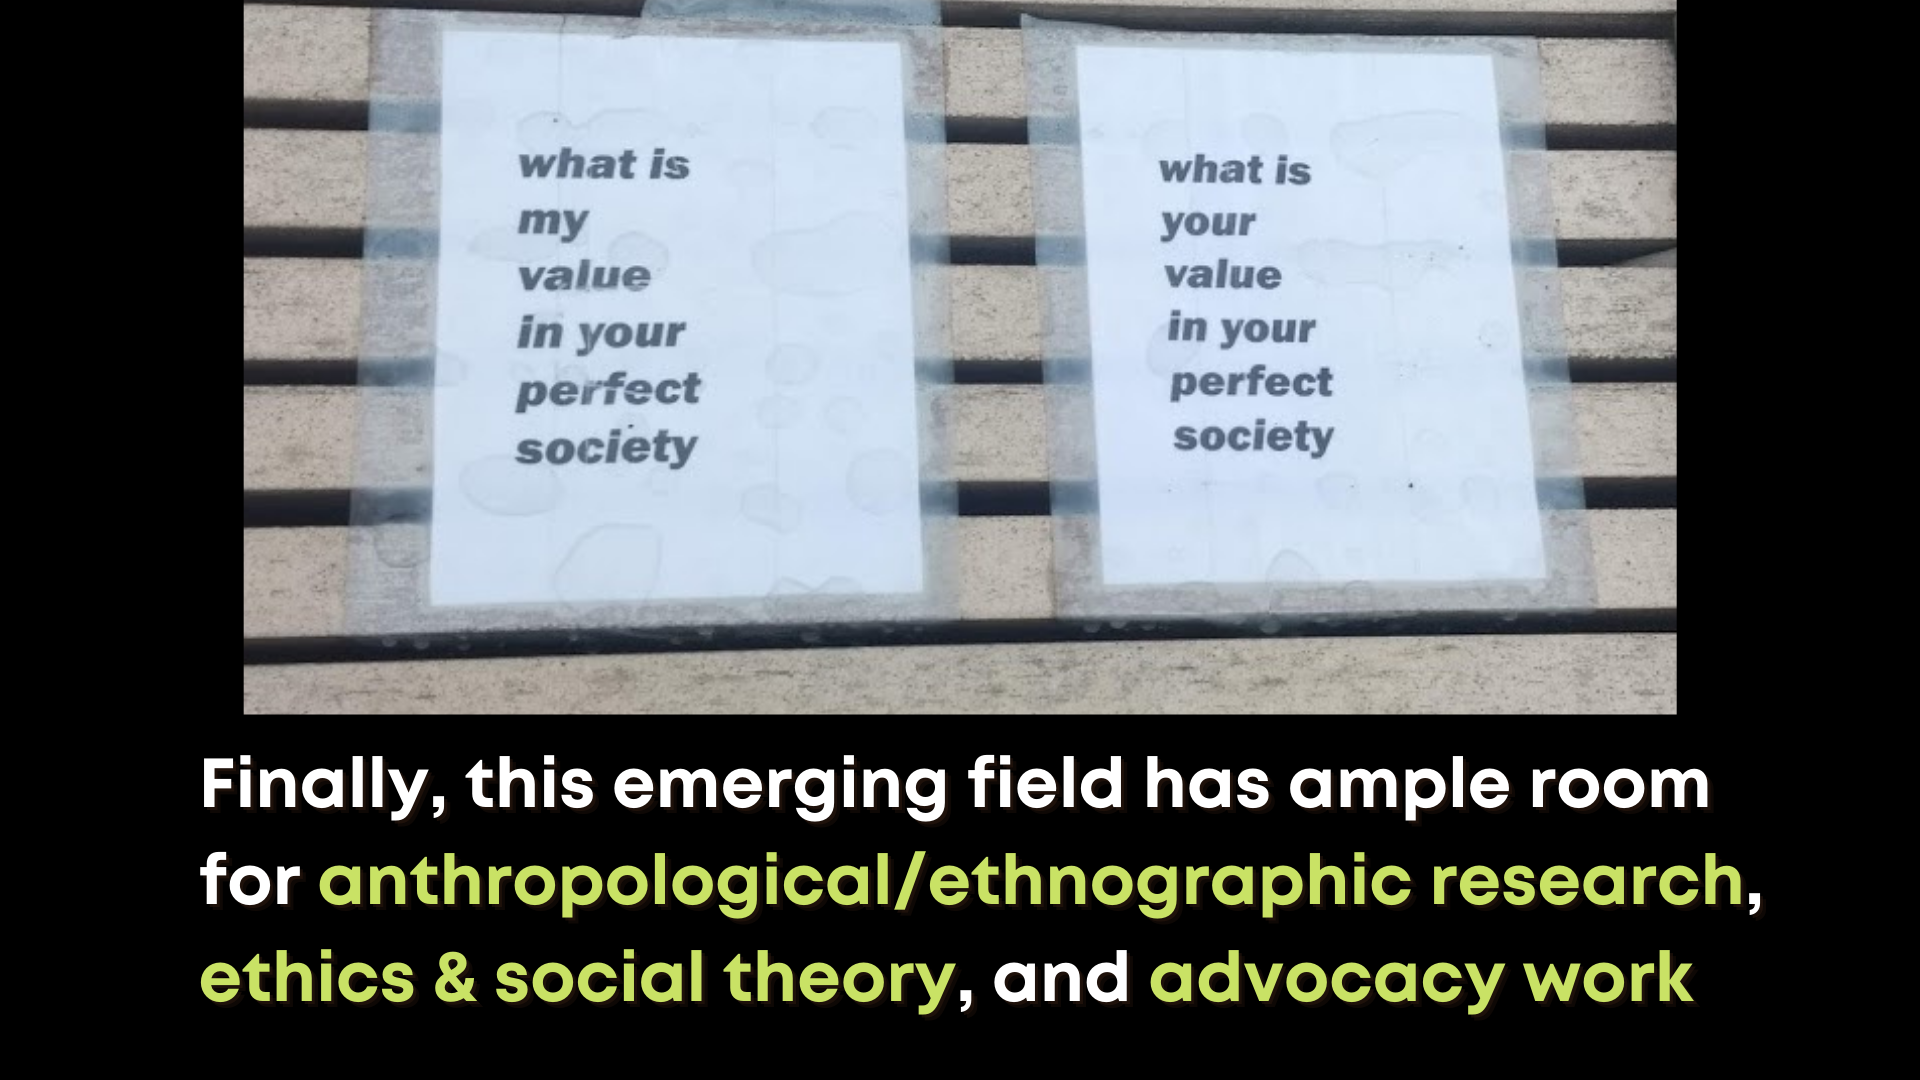 what is
my
value
in your
perfect
society
what is
your
value
in your
perfect
society
Finally, this emerging field has ample room
for anthropological/ethnographic research,
ethics & social theory, and advocacy work